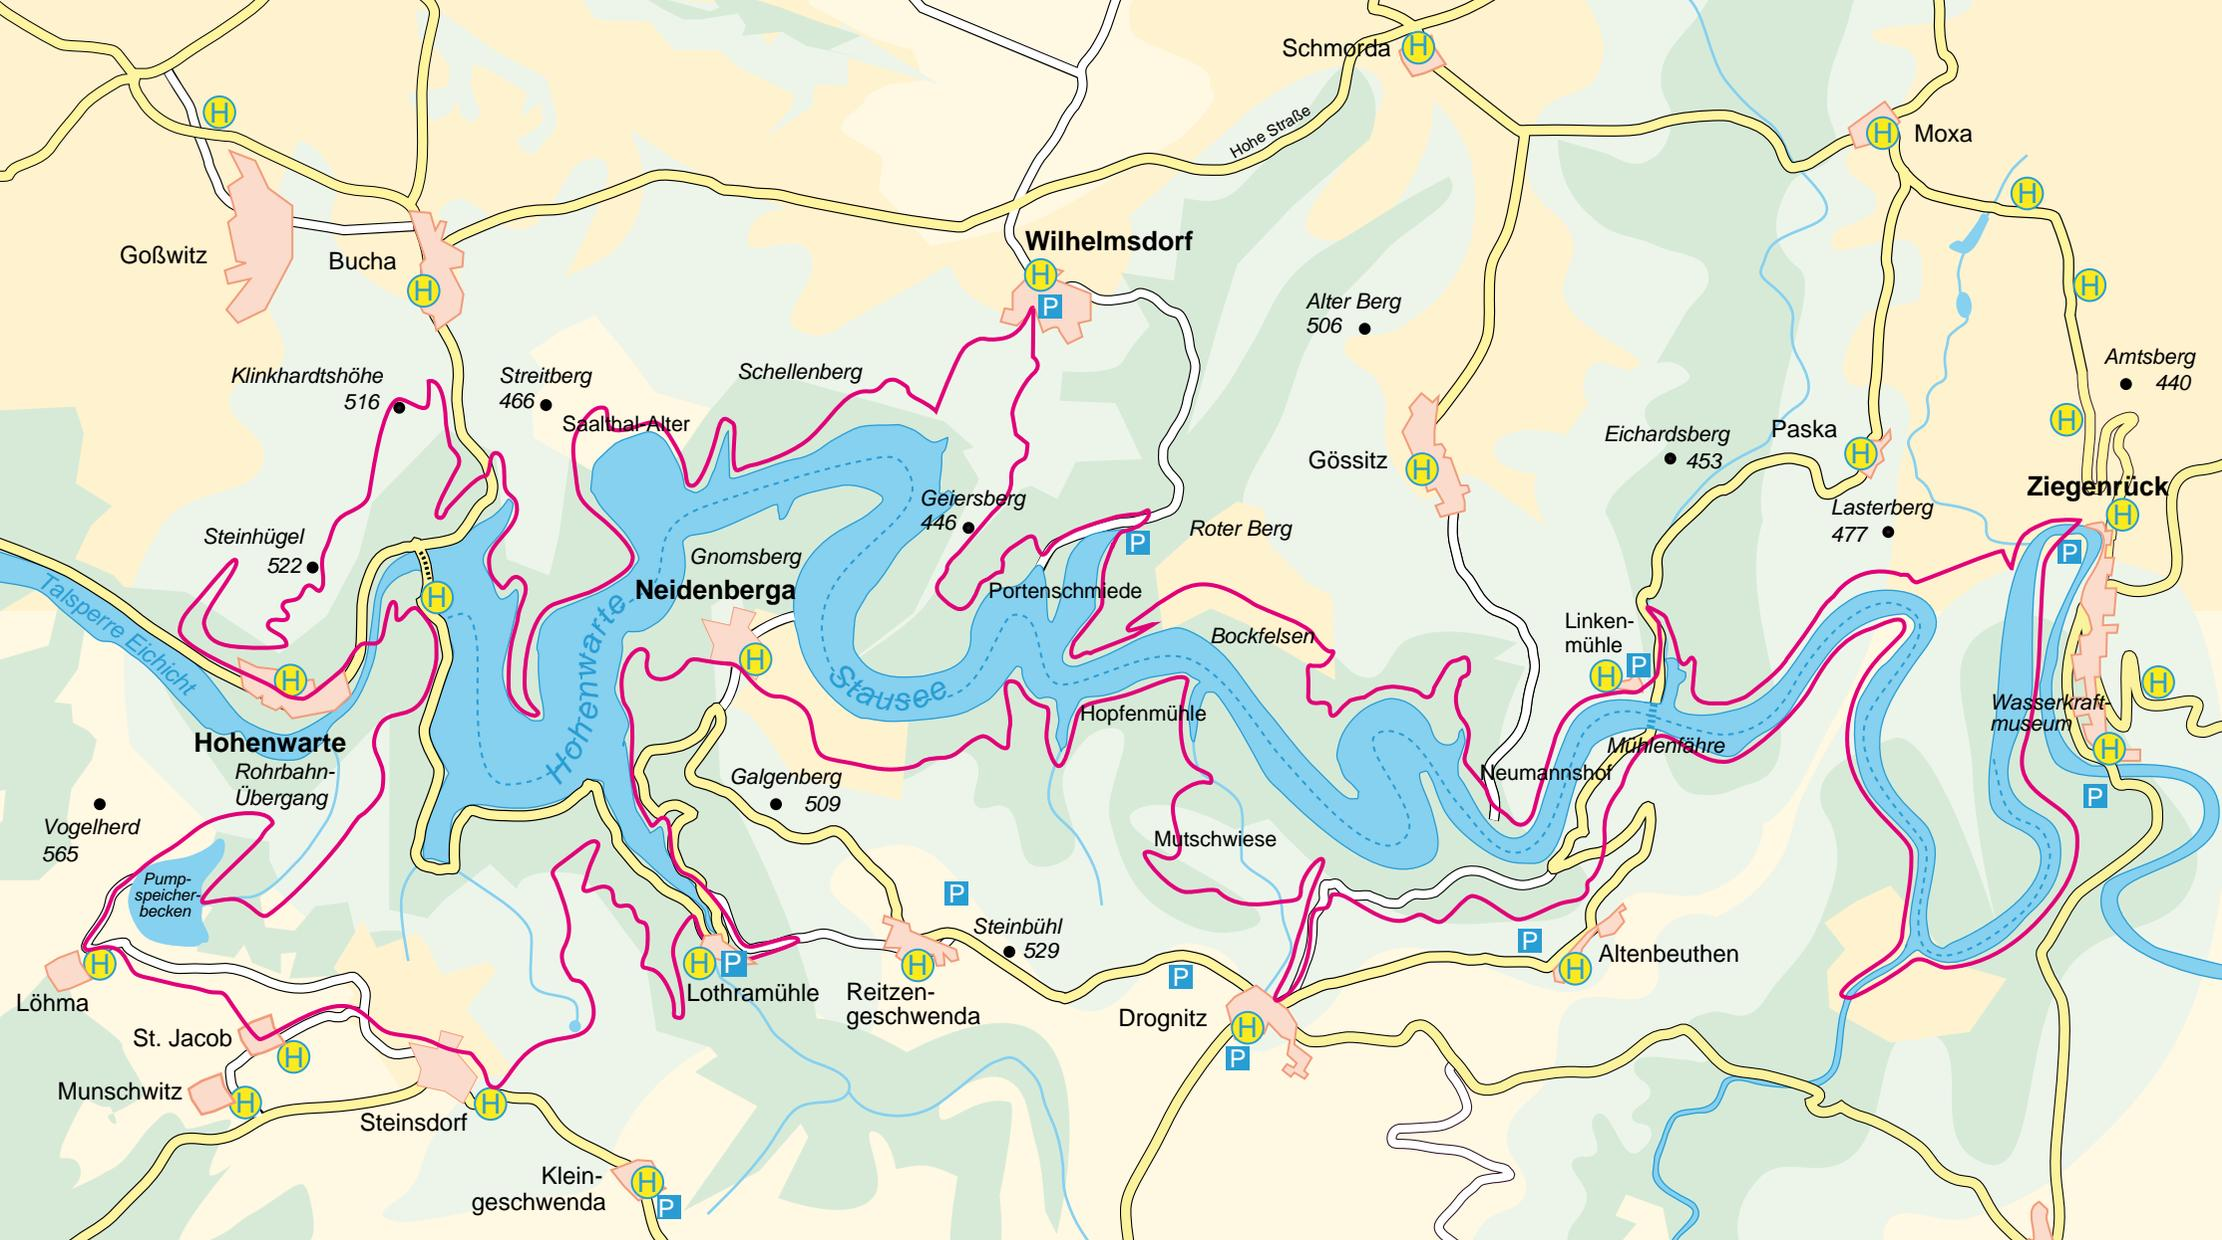 Schmorda
H
Hohe Straße
H
H
Moxa
H
Goßwitz
Bucha
H
Wilhelmsdorf
H
P
H
Alter Berg
506
Amtsberg
440
Klinkhardtshöhe
516
Streitberg
466
Schellenberg
Saalthal-Alter
H
Eichardsberg
453
Paska
H
Gössitz
H
Ziegenrück
H
Geiersberg
446
Lasterberg
477
Steinhügel
522
Roter Berg
P
P
Gnomsberg
Neidenberga
Portenschmiede
H
Talsperre Eichicht
Linken-
mühle
H
P
Bockfelsen
H
H
H
Hohenwarte
Stausee
Hopfenmühle
Wasserkraft-
museum
H
Hohenwarte
Mühlenfähre
Rohrbahn-
Übergang
Galgenberg
509
Neumannshof
P
Vogelherd
565
Mutschwiese
Pump-
speicher-
becken
P
Steinbühl
529
P
H
Altenbeuthen
H
Löhma
H
P
Lothramühle
H
Reitzen-
geschwenda
P
Drognitz
H
P
St. Jacob
H
Munschwitz
H
Steinsdorf
H
Klein-
geschwenda
H
P